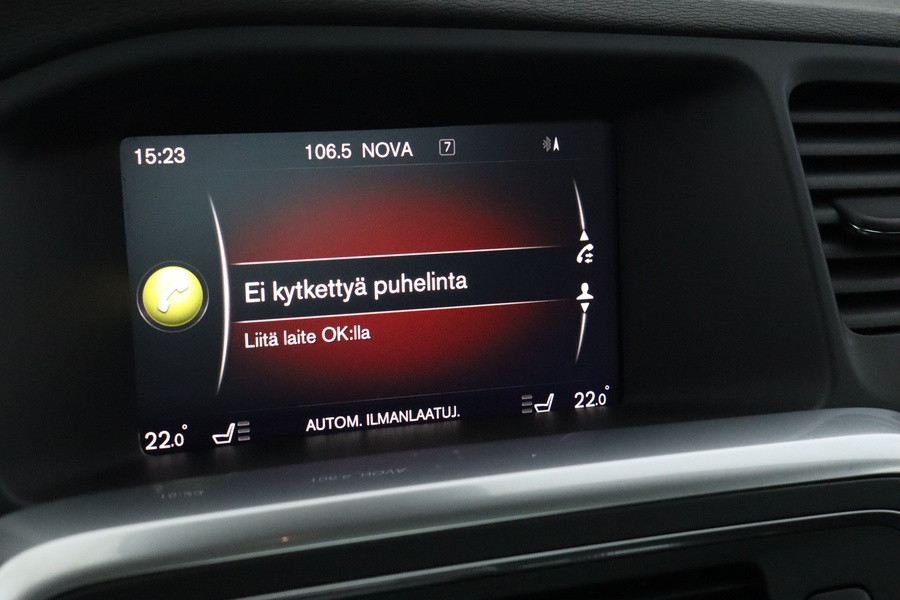 15:23 106.5 NOVA 7
Ei kytkettyä puhelinta
Liitä laite OK:lla
22.0° AUTOM. ILMANLAATUJ. 22.0°